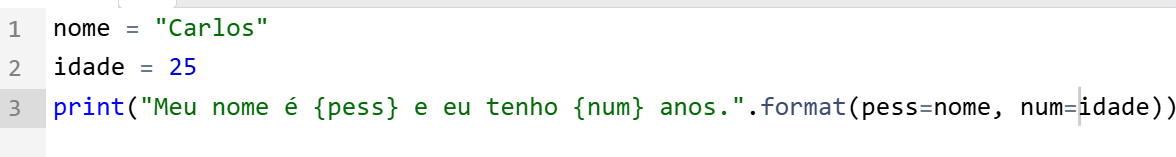 1 nome = "Carlos"
2 idade = 25
3 print("Meu nome é {pess} e eu tenho {num} anos.".format(pess=nome, num=idade))